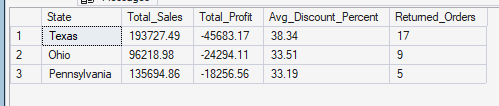 State Total_Sales Total_Profit Avg_Discount_Percent Returned_Orders
1 Texas 193727.49 -45683.17 38.34 17
2 Ohio 96218.98 -24294.11 33.51 9
3 Pennsylvania 135694.86 -18256.56 33.19 5